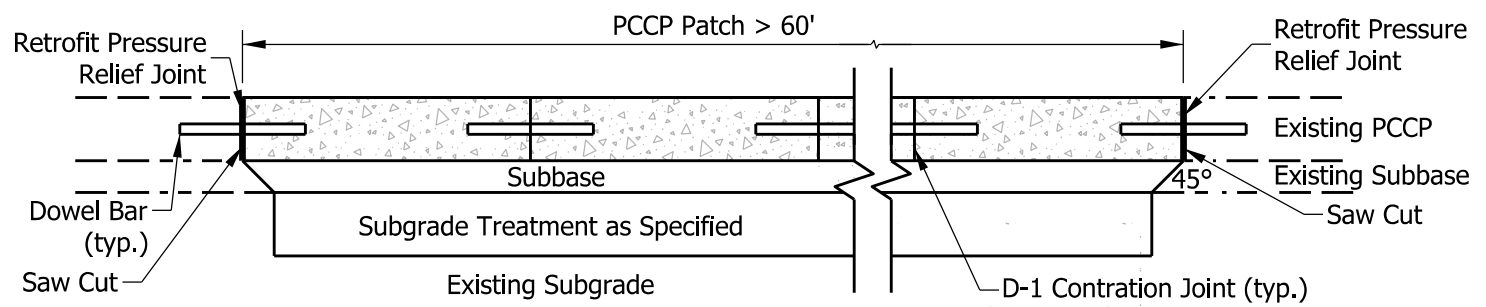 PCCP Patch > 60'
Retrofit Pressure
Relief Joint
Retrofit Pressure
Relief Joint
Existing PCCP
Subbase
45°
Existing Subbase
Dowel Bar
(typ.)
Subgrade Treatment as Specified
Saw Cut
Saw Cut
Existing Subgrade
D-1 Contration Joint (typ.)